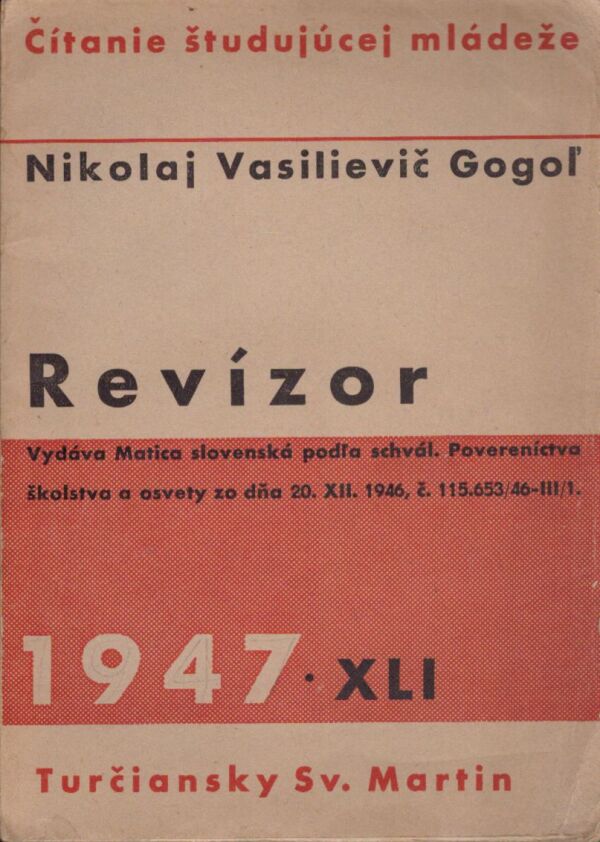 Čítanie študujúcej mládeže
Nikolaj Vasilievič Gogoľ
Revízor
Vydáva Matica slovenská podľa schvál. Povereníctva
školstva a osvety zo dňa 20. XII. 1946, č. 115.653/46-III/1.
1947 · XLI
Turčiansky Sv. Martin